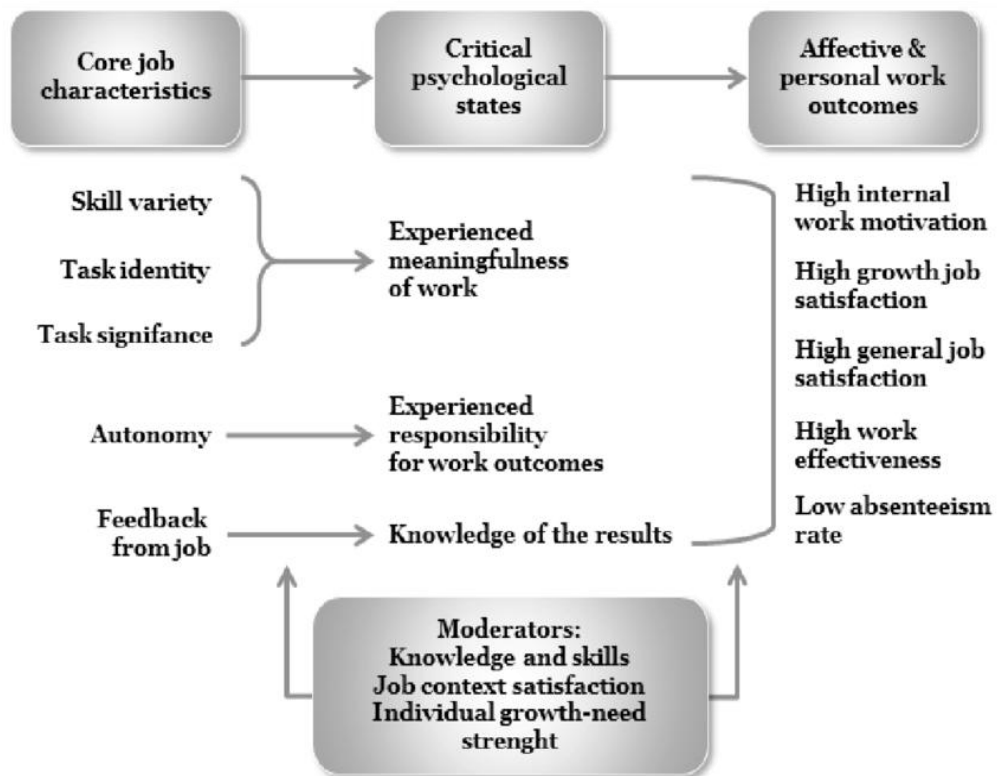 Core job
characteristics
Critical
psychological
states
Affective &
personal work
outcomes
Skill variety
Task identity
Task signifance
Experienced
meaningfulness
of work
High internal
work motivation
High growth job
satisfaction
High general job
satisfaction
Autonomy
Experienced
responsibility
for work outcomes
High work
effectiveness
Feedback
from job
Knowledge of the results
Low absenteeism
rate
Moderators:
Knowledge and skills
Job context satisfaction
Individual growth-need
strenght